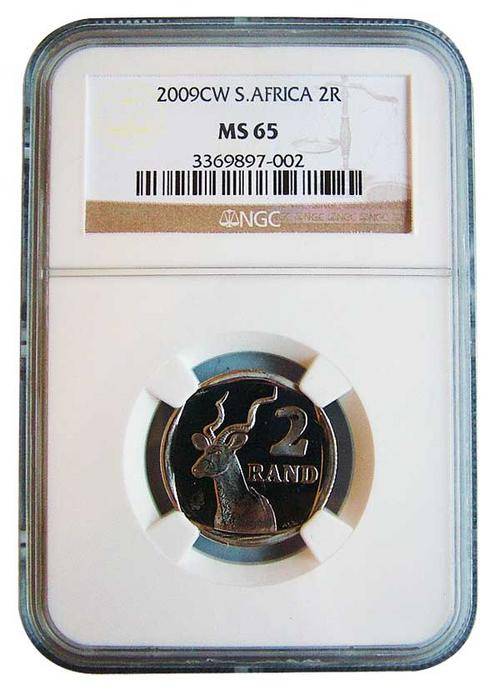 2009CW S.AFRICA 2R
MS 65
3369897-002
NGC
2
RAND